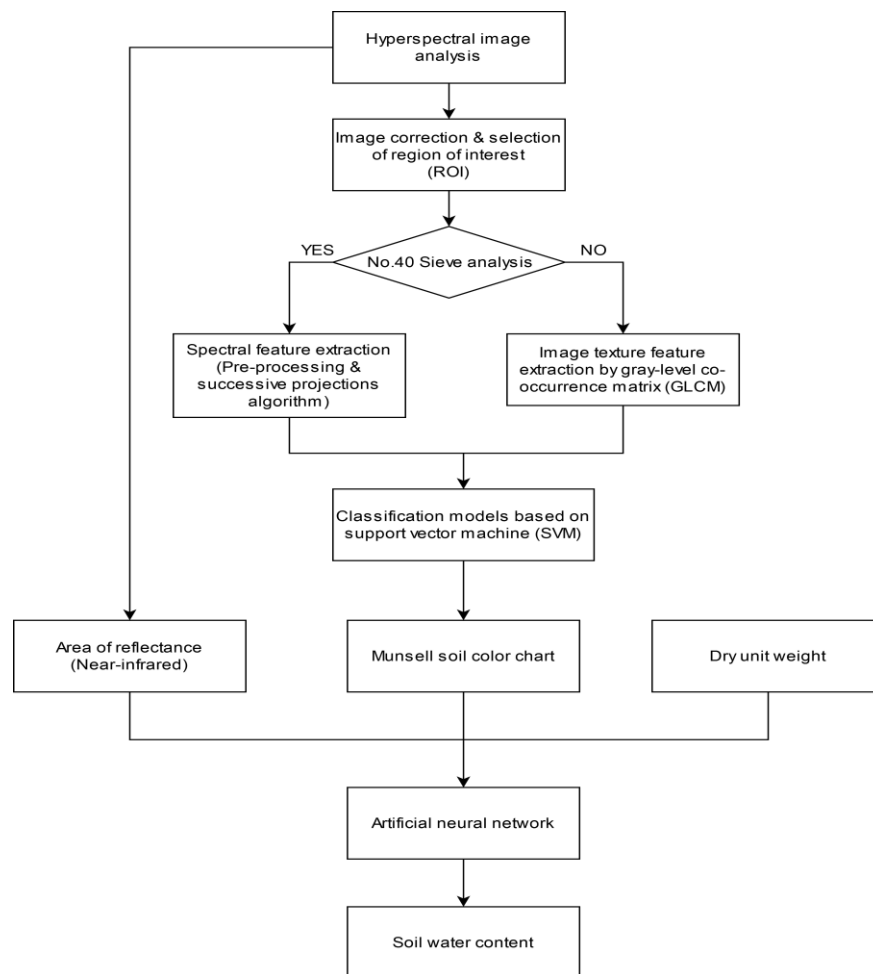 Hyperspectral image
analysis
Image correction & selection
of region of interest
(ROI)
YES
NO
No.40 Sieve analysis
Spectral feature extraction
(Pre-processing &
successive projections
algorithm)
Image texture feature
extraction by gray-level co-
occurrence matrix (GLCM)
Classification models based on
support vector machine (SVM)
Area of reflectance
(Near-infrared)
Munsell soil color chart
Dry unit weight
Artificial neural network
Soil water content